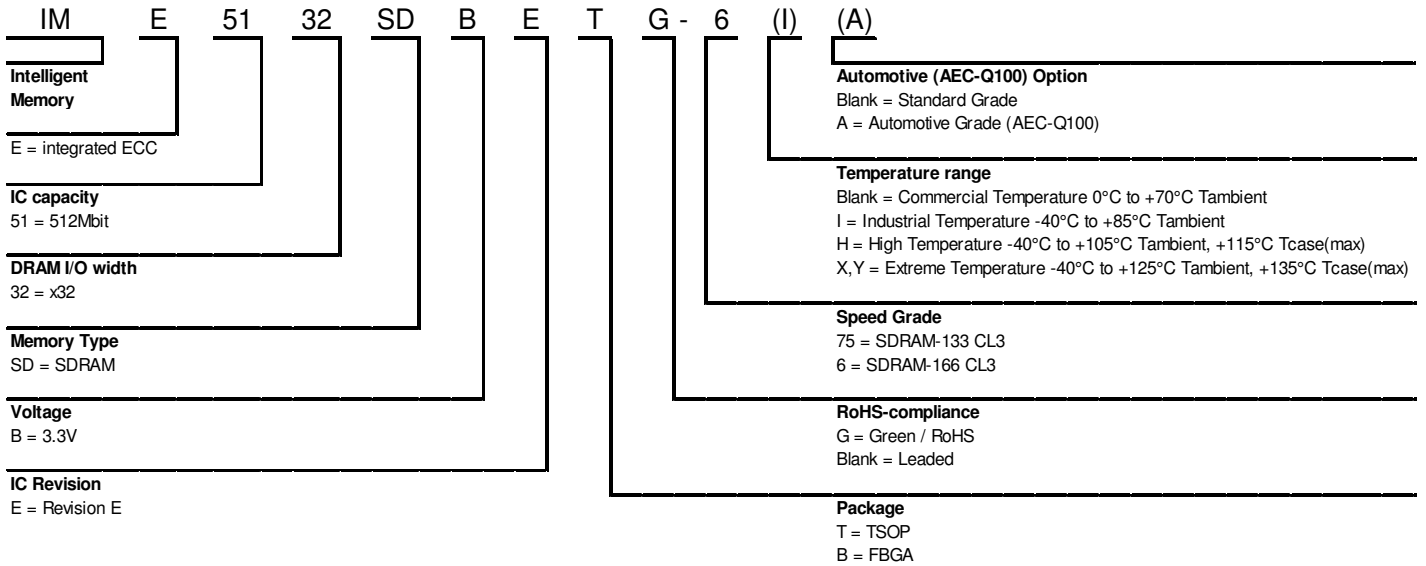 IM E 51 32 SD B E T G - 6 (I) (A)
Intelligent
Memory
E = integrated ECC
IC capacity
51 = 512Mbit
DRAM I/O width
32 = x32
Memory Type
SD = SDRAM
Voltage
B = 3.3V
IC Revision
E = Revision E
Automotive (AEC-Q100) Option
Blank = Standard Grade
A = Automotive Grade (AEC-Q100)
Temperature range
Blank = Commercial Temperature 0°C to +70°C Tambient
I = Industrial Temperature -40°C to +85°C Tambient
H = High Temperature -40°C to +105°C Tambient, +115°C Tcase(max)
X,Y = Extreme Temperature -40°C to +125°C Tambient, +135°C Tcase(max)
Speed Grade
75 = SDRAM-133 CL3
6 = SDRAM-166 CL3
RoHS-compliance
G = Green / RoHS
Blank = Leaded
Package
T = TSOP
B = FBGA